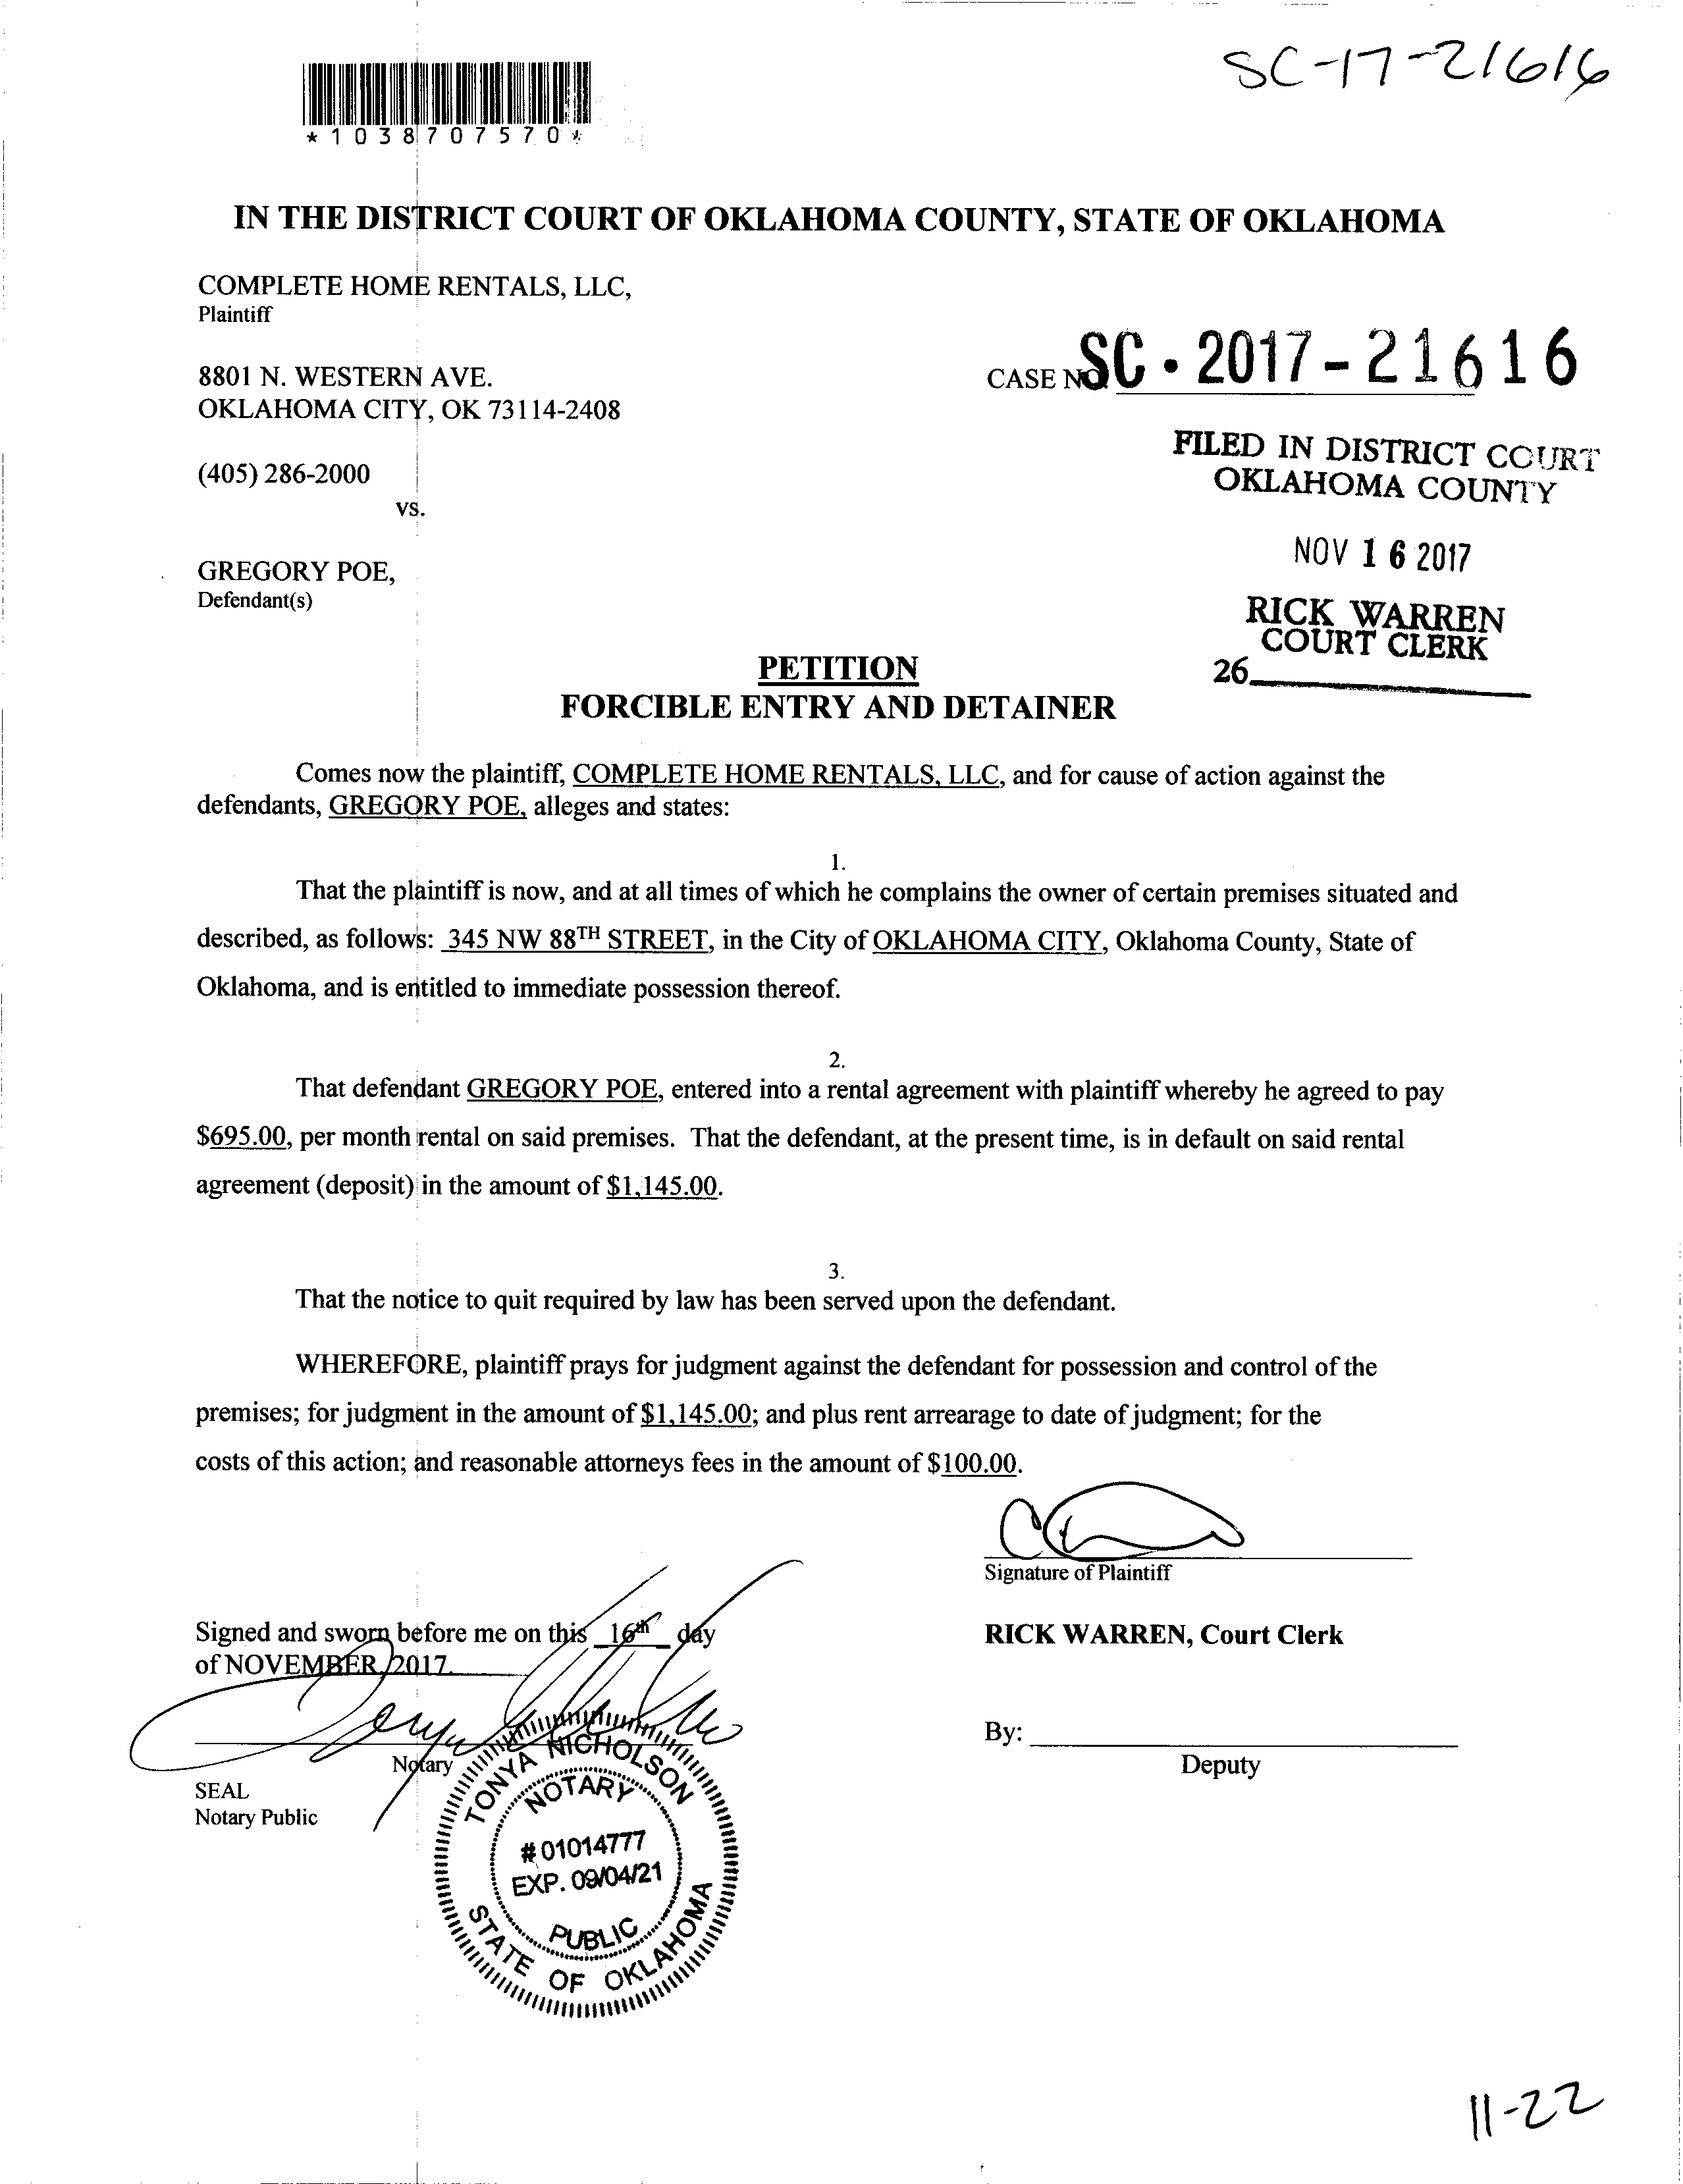 SC-17-21616
*1038707570*
IN THE DISTRICT COURT OF OKLAHOMA COUNTY, STATE OF OKLAHOMA
COMPLETE HOME RENTALS, LLC,
Plaintiff
8801 N. WESTERN AVE.
OKLAHOMA CITY, OK 73114-2408
CASE NO SC - 2017-21616
FILED IN DISTRICT COURT
OKLAHOMA COUNTY
(405) 286-2000
vs.
NOV 16 2017
GREGORY POE,
Defendant(s)
RICK WARREN
COURT CLERK
26
PETITION
FORCIBLE ENTRY AND DETAINER
Comes now the plaintiff, COMPLETE HOME RENTALS, LLC, and for cause of action against the
defendants, GREGORY POE, alleges and states:
1.
That the plaintiff is now, and at all times of which he complains the owner of certain premises situated and
described, as follows: 345 NW 88TH STREET, in the City of OKLAHOMA CITY, Oklahoma County, State of
Oklahoma, and is entitled to immediate possession thereof.
2.
That defendant GREGORY POE, entered into a rental agreement with plaintiff whereby he agreed to pay
$695.00, per month rental on said premises. That the defendant, at the present time, is in default on said rental
agreement (deposit) in the amount of $1,145.00.
3.
That the notice to quit required by law has been served upon the defendant.
WHEREFORE, plaintiff prays for judgment against the defendant for possession and control of the
premises; for judgment in the amount of $1,145.00; and plus rent arrearage to date of judgment; for the
costs of this action; and reasonable attorneys fees in the amount of $100.00.
Signature of Plaintiff
Signed and sworn before me on this 16th day
of NOVEMBER, 2017.
RICK WARREN, Court Clerk
By:
Deputy
Notary
SEAL
Notary Public
TONYA NICHOLSON
NOTARY
#01014777
EXP. 09/04/21
PUBLIC
STATE OF OKLAHOMA
11-22